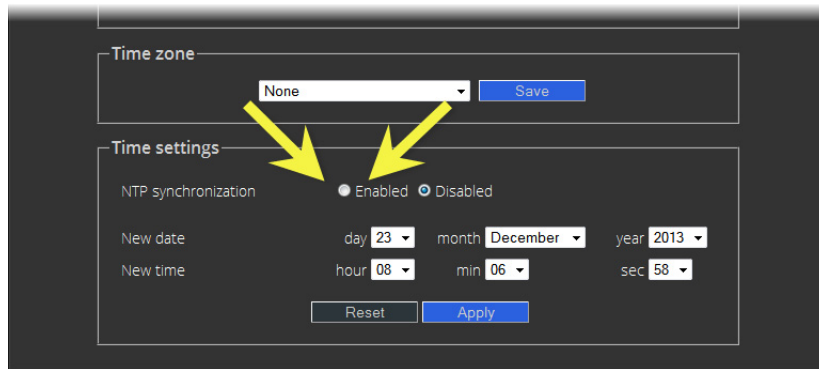 Time zone
None Save
Time settings
NTP synchronization Enabled Disabled
New date day 23 month December year 2013
New time hour 08 min 06 sec 58
Reset Apply